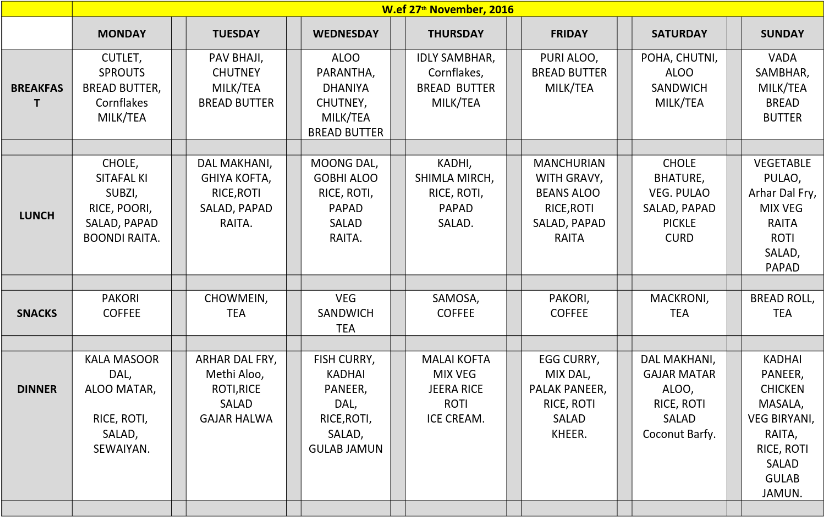 W.ef 27th November, 2016
MONDAY TUESDAY WEDNESDAY THURSDAY FRIDAY SATURDAY SUNDAY
BREAKFAS
T
CUTLET,
SPROUTS
BREAD BUTTER,
Cornflakes
MILK/TEA
PAV BHAJI,
CHUTNEY
MILK/TEA
BREAD BUTTER
ALOO
PARANTHA,
DHANIYA
CHUTNEY,
MILK/TEA
BREAD BUTTER
IDLY SAMBHAR,
Cornflakes,
BREAD BUTTER
MILK/TEA
PURI ALOO,
BREAD BUTTER
MILK/TEA
POHA, CHUTNI,
ALOO
SANDWICH
MILK/TEA
VADA
SAMBHAR,
MILK/TEA
BREAD
BUTTER
LUNCH
CHOLE,
SITAFAL KI
SUBZI,
RICE, POORI,
SALAD, PAPAD
BOONDI RAITA.
DAL MAKHANI,
GHIYA KOFTA,
RICE,ROTI
SALAD, PAPAD
RAITA.
MOONG DAL,
GOBHI ALOO
RICE, ROTI,
PAPAD
SALAD
RAITA.
KADHI,
SHIMLA MIRCH,
RICE, ROTI,
PAPAD
SALAD.
MANCHURIAN
WITH GRAVY,
BEANS ALOO
RICE,ROTI
SALAD, PAPAD
RAITA
CHOLE
BHATURE,
VEG. PULAO
SALAD, PAPAD
PICKLE
CURD
VEGETABLE
PULAO,
Arhar Dal Fry,
MIX VEG
RAITA
ROTI
SALAD,
PAPAD
SNACKS
PAKORI
COFFEE
CHOWMEIN,
TEA
VEG
SANDWICH
TEA
SAMOSA,
COFFEE
PAKORI,
COFFEE
MACKRONI,
TEA
BREAD ROLL,
TEA
DINNER
KALA MASOOR
DAL,
ALOO MATAR,
RICE, ROTI,
SALAD,
SEWAIYAN.
ARHAR DAL FRY,
Methi Aloo,
ROTI,RICE
SALAD
GAJAR HALWA
FISH CURRY,
KADHAI
PANEER,
DAL,
RICE,ROTI,
SALAD,
GULAB JAMUN
MALAI KOFTA
MIX VEG
JEERA RICE
ROTI
ICE CREAM.
EGG CURRY,
MIX DAL,
PALAK PANEER,
RICE, ROTI
SALAD
KHEER.
DAL MAKHANI,
GAJAR MATAR
ALOO,
RICE, ROTI
SALAD
Coconut Barfy.
KADHAI
PANEER,
CHICKEN
MASALA,
VEG BIRYANI,
RAITA,
RICE, ROTI
SALAD
GULAB
JAMUN.